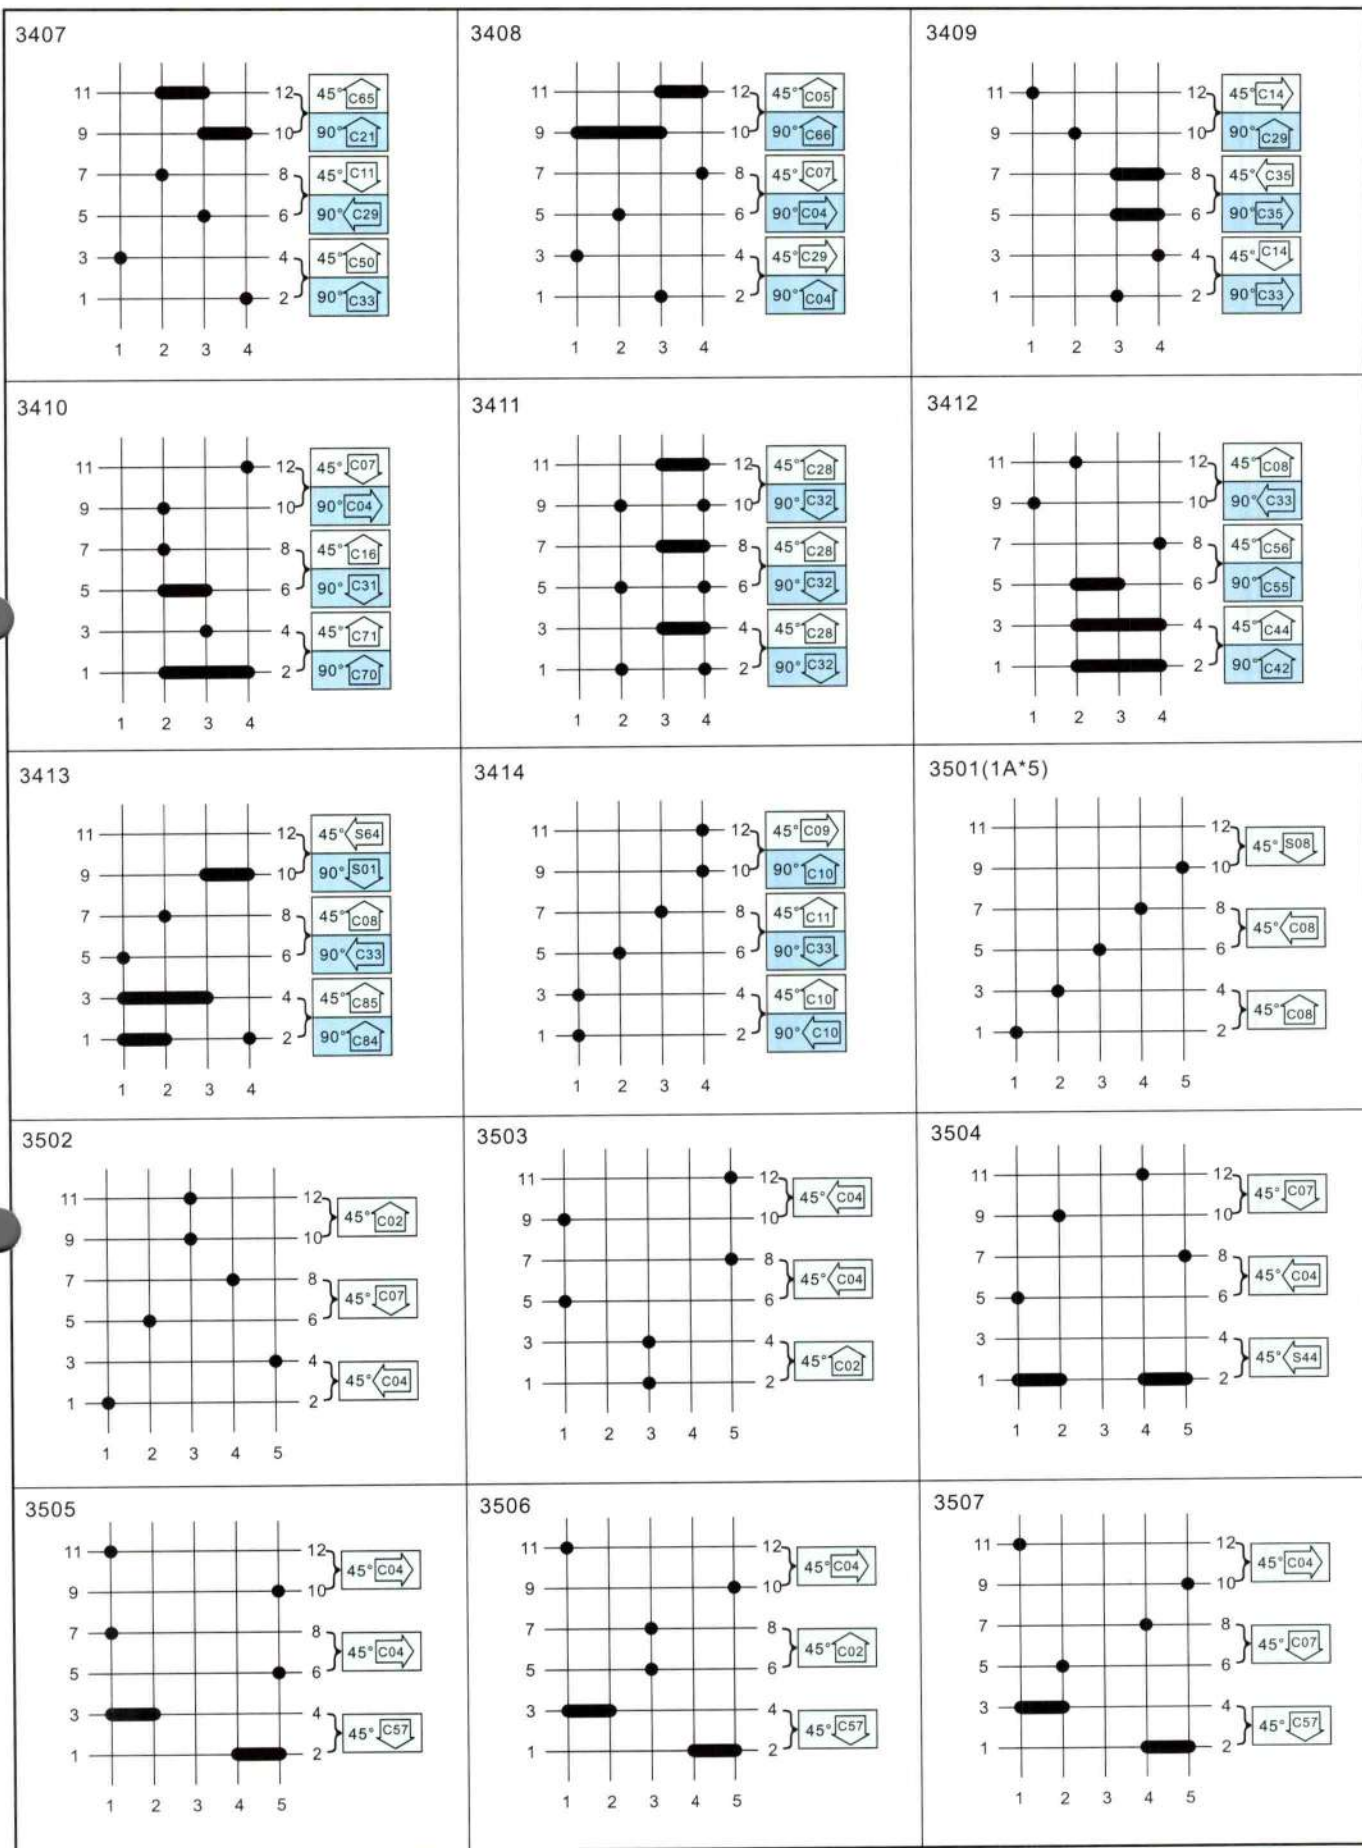 3407
11 12 45° C65
9 10 90° C21
7 8 45° C11
5 6 90° C29
3 4 45° C50
1 2 90° C33
1 2 3 4
3408
11 12 45° C05
9 10 90° C66
7 8 45° C07
5 6 90° C04
3 4 45° C29
1 2 90° C04
1 2 3 4
3409
11 12 45° C14
9 10 90° C29
7 8 45° C35
5 6 90° C35
3 4 45° C14
1 2 90° C33
1 2 3 4
3410
11 12 45° C07
9 10 90° C04
7 8 45° C16
5 6 90° C31
3 4 45° C71
1 2 90° C70
1 2 3 4
3411
11 12 45° C28
9 10 90° C32
7 8 45° C28
5 6 90° C32
3 4 45° C28
1 2 90° C32
1 2 3 4
3412
11 12 45° C08
9 10 90° C33
7 8 45° C56
5 6 90° C55
3 4 45° C44
1 2 90° C42
1 2 3 4
3413
11 12 45° S64
9 10 90° S01
7 8 45° C08
5 6 90° C33
3 4 45° C85
1 2 90° C84
1 2 3 4
3414
11 12 45° C09
9 10 90° C10
7 8 45° C11
5 6 90° C33
3 4 45° C10
1 2 90° C10
1 2 3 4
3501(1A*5)
11 12
45° S08
9 10
7 8
45° C08
5 6
3 4
45° C08
1 2
1 2 3 4 5
3502
11 12
45° C02
9 10
7 8
45° C07
5 6
3 4
45° C04
1 2
1 2 3 4 5
3503
11 12
45° C04
9 10
7 8
45° C04
5 6
3 4
45° C02
1 2
1 2 3 4 5
3504
11 12
45° C07
9 10
7 8
45° C04
5 6
3 4
45° S44
1 2
1 2 3 4 5
3505
11 12
45° C04
9 10
7 8
45° C04
5 6
3 4
45° C57
1 2
1 2 3 4 5
3506
11 12
45° C04
9 10
7 8
45° C02
5 6
3 4
45° C57
1 2
1 2 3 4 5
3507
11 12
45° C04
9 10
7 8
45° C07
5 6
3 4
45° C57
1 2
1 2 3 4 5